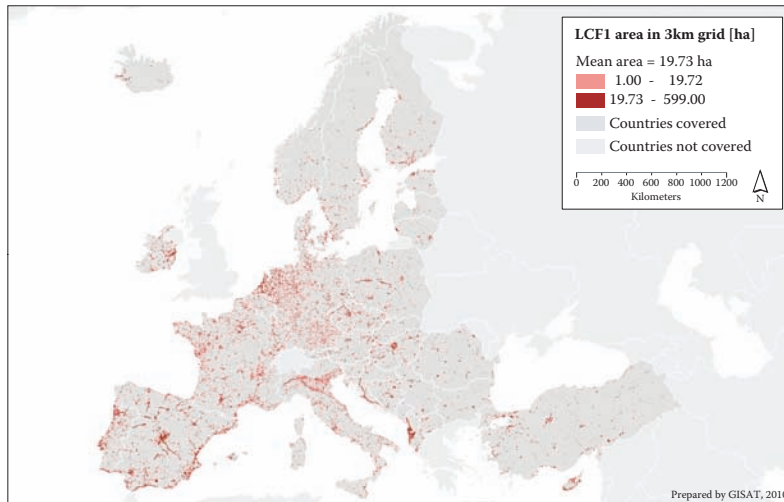 LCF1 area in 3km grid [ha]
Mean area = 19.73 ha
1.00 - 19.72
19.73 - 599.00
Countries covered
Countries not covered
0 200 400 600 800 1000 1200
Kilometers
N
Prepared by GISAT, 2010